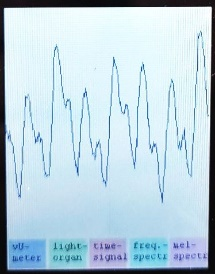 vU-
meter
light-
organ
time-
signal
freq.-
spectr
mel-
spectr